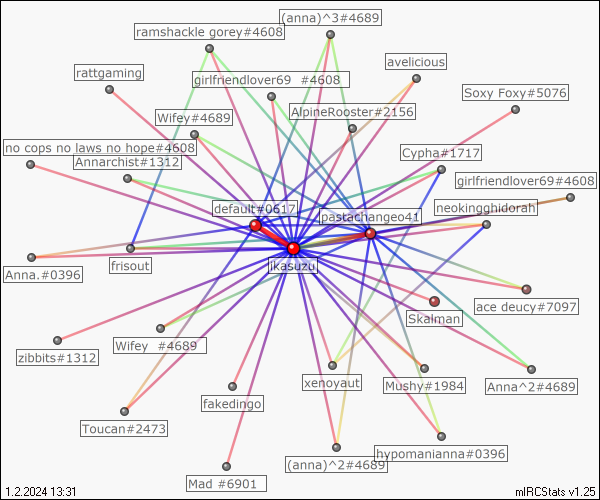 (anna)^3#4689
ramshackle gorey#4608
avelicious
rattgaming
girlfriendlover69 #4608
Soxy Foxy#5076
AlpineRooster#2156
Wifey#4689
no cops no laws no hope#4608
Cypha#1717
Annarchist#1312
girlfriendlover69#4608
default#0617
neokingghidorah
pastachangeo41
ikasuzu
frisout
Anna.#0396
ace deucy#7097
Skalman
Wifey #4689
zibbits#1312
xenoyaut
Mushy#1984
Anna^2#4689
fakedingo
Toucan#2473
hypomanianna#0396
(anna)^2#4689
Mad #6901
1.2.2024 13:31
mIRCStats v1.25